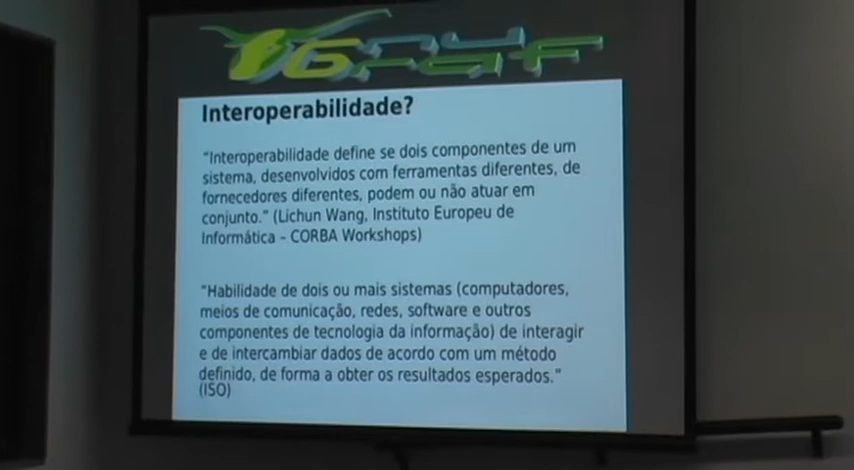 Interoperabilidade?
"Interoperabilidade define se dois componentes de um
sistema, desenvolvidos com ferramentas diferentes, de
fornecedores diferentes, podem ou não atuar em
conjunto." (Lichun Wang, Instituto Europeu de
Informática – CORBA Workshops)
"Habilidade de dois ou mais sistemas (computadores,
meios de comunicação, redes, software e outros
componentes de tecnologia da informação) de interagir
e de intercambiar dados de acordo com um método
definido, de forma a obter os resultados esperados."
(ISO)